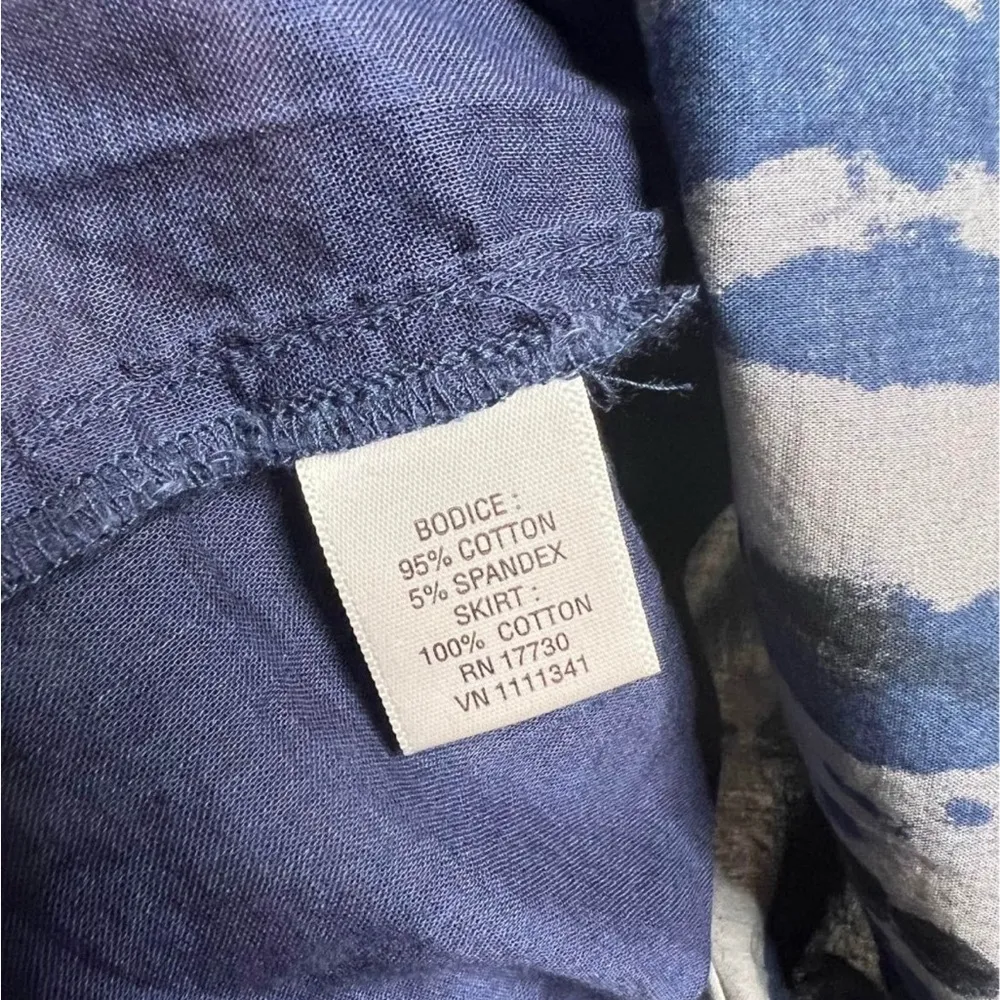 BODICE :
95% COTTON
5% SPANDEX
SKIRT :
100% COTTON
RN 17730
VN 1111341